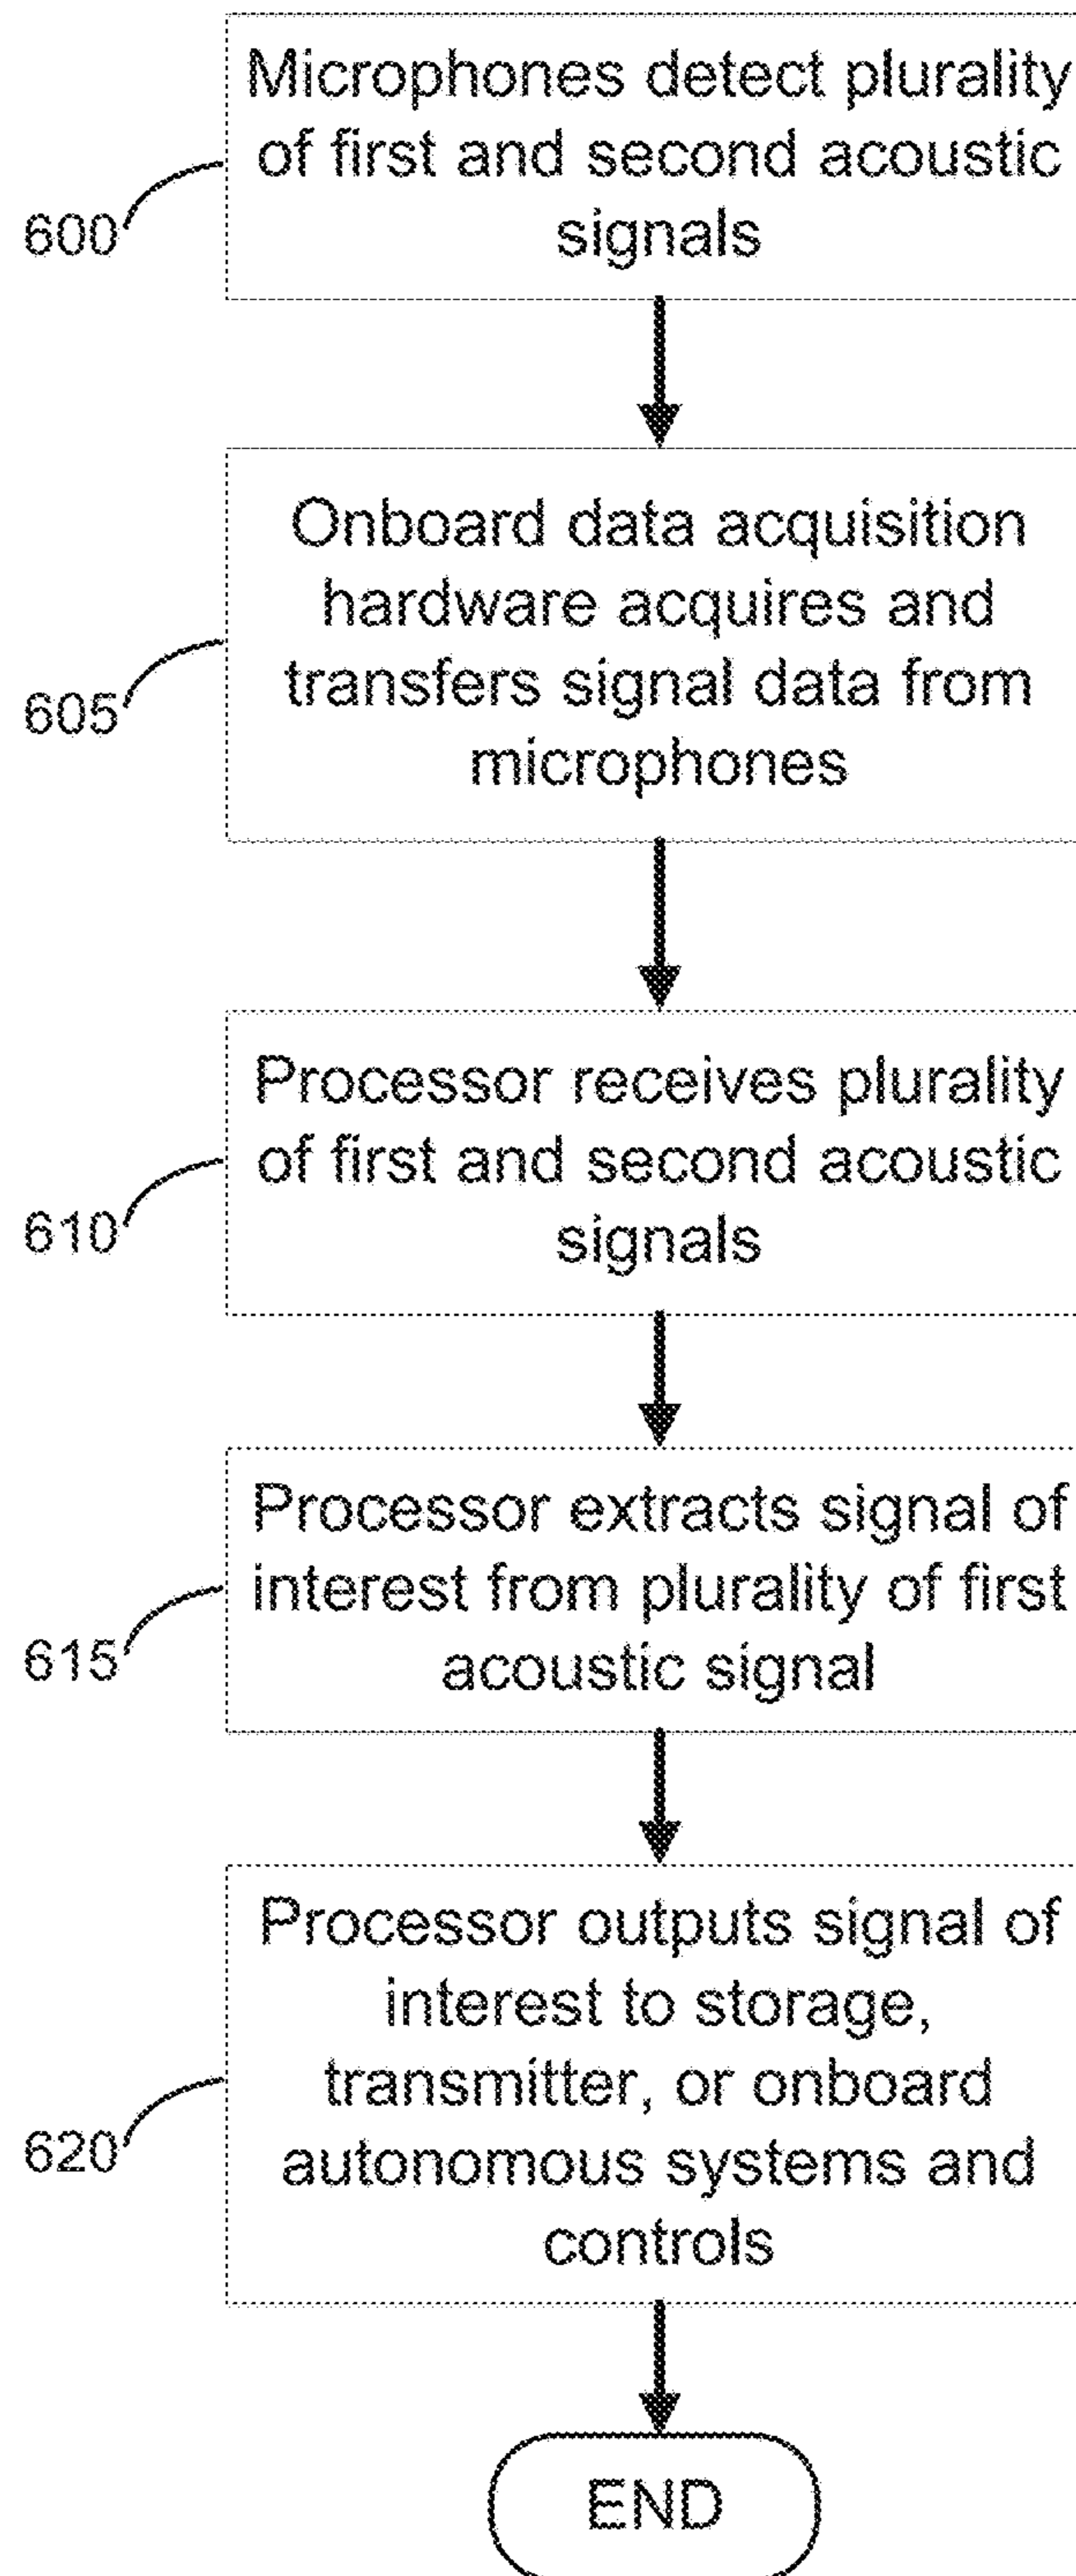 Microphones detect plurality
of first and second acoustic
signals
600
Onboard data acquisition
hardware acquires and
transfers signal data from
microphones
605
Processor receives plurality
of first and second acoustic
signals
610
Processor extracts signal of
interest from plurality of first
acoustic signal
615
Processor outputs signal of
interest to storage,
transmitter, or onboard
autonomous systems and
controls
620
END